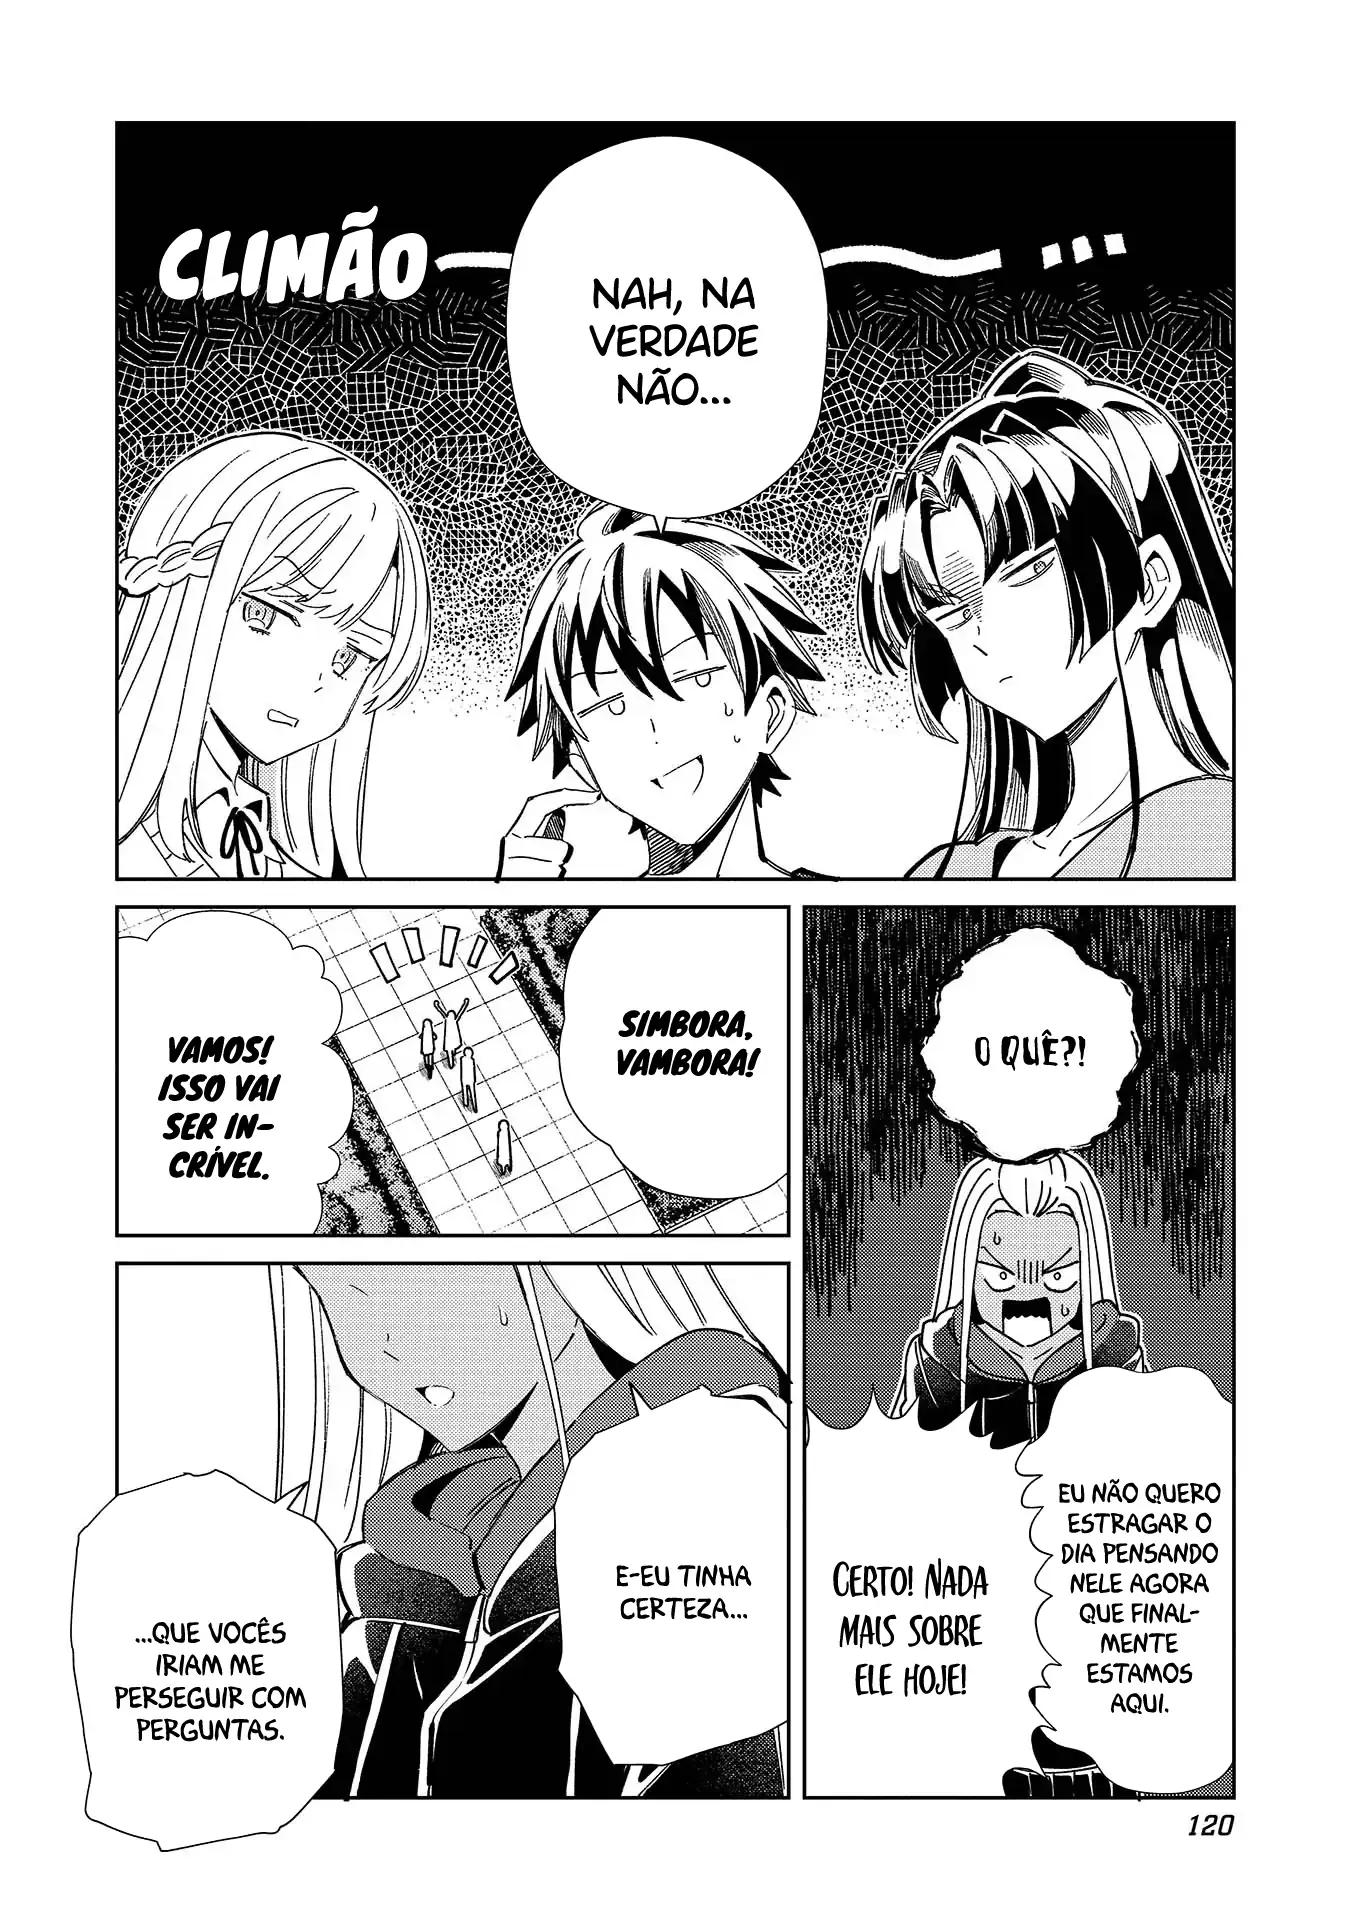 CLIMÃO
NAH, NA
VERDADE
NÃO...
O QUÊ?!
EU NÃO QUERO
ESTRAGAR O
DIA PENSANDO
NELE AGORA
QUE FINAL-
MENTE
ESTAMOS
AQUI.
CERTO! NADA
MAIS SOBRE
ELE HOJE!
SIMBORA,
VAMBORA!
VAMOS!
ISSO VAI
SER IN-
CRÍVEL.
E-EU TINHA
CERTEZA...
...QUE VOCÊS
IRIAM ME
PERSEGUIR COM
PERGUNTAS.
120